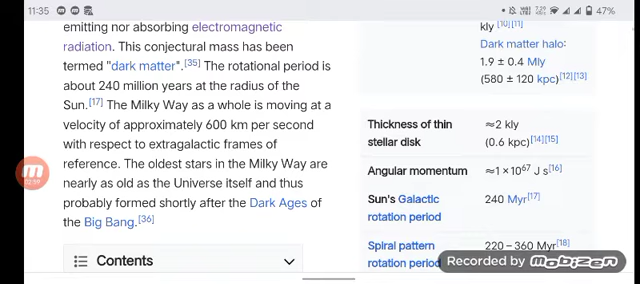 11:35
47%
emitting nor absorbing electromagnetic
radiation. This conjectural mass has been
termed "dark matter".[35] The rotational period is
about 240 million years at the radius of the
Sun.[17] The Milky Way as a whole is moving at a
velocity of approximately 600 km per second
with respect to extragalactic frames of
reference. The oldest stars in the Milky Way are
nearly as old as the Universe itself and thus
probably formed shortly after the Dark Ages of
the Big Bang.[36]
Contents
kly [10][11]
Dark matter halo:
1.9 ± 0.4 Mly
(580 ± 120 kpc)[12][13]
Thickness of thin
stellar disk
≈2 kly
(0.6 kpc)[14][15]
Angular momentum
≈1 × 10⁶⁷ J s[16]
Sun's Galactic
rotation period
240 Myr[17]
Spiral pattern
rotation period
220 – 360 Myr[18]
02:59
Recorded by mobizen